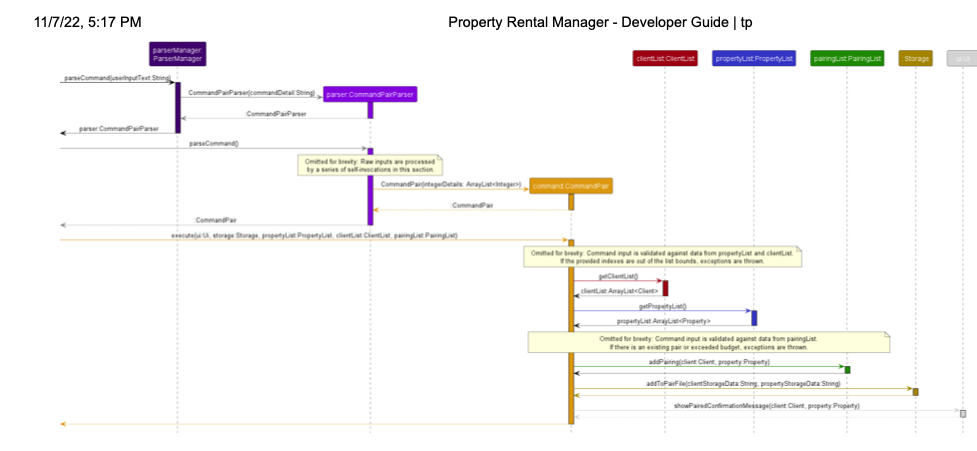 11/7/22, 5:17 PM
Property Rental Manager - Developer Guide | tp
parserManager:
ParserManager
clientList:ClientList
propertyList:PropertyList
pairingList:PairingList
Storage
ui:Ui
parseCommand(userInputText:String)
CommandPairParser(commandDetail:String)
parser:CommandPairParser
:CommandPairParser
parser:CommandPairParser
parseCommand()
Omitted for brevity: Raw inputs are processed
by a series of self-invocations in this section.
CommandPair(integerDetails: ArrayList<Integer>)
command:CommandPair
:CommandPair
:CommandPair
execute(ui:Ui, storage:Storage, propertyList:PropertyList, clientList:ClientList, pairingList:PairingList)
Omitted for brevity: Command input is validated against data from propertyList and clientList.
If the provided indexes are out of the list bounds, exceptions are thrown.
getClientList()
clientList:ArrayList<Client>
getPropertyList()
propertyList:ArrayList<Property>
Omitted for brevity: Command input is validated against data from pairingList.
If there is an existing pair or exceeded budget, exceptions are thrown.
addPairing(client:Client, property:Property)
addToPairFile(clientStorageData:String, propertyStorageData:String)
showPairedConfirmationMessage(client:Client, property:Property)